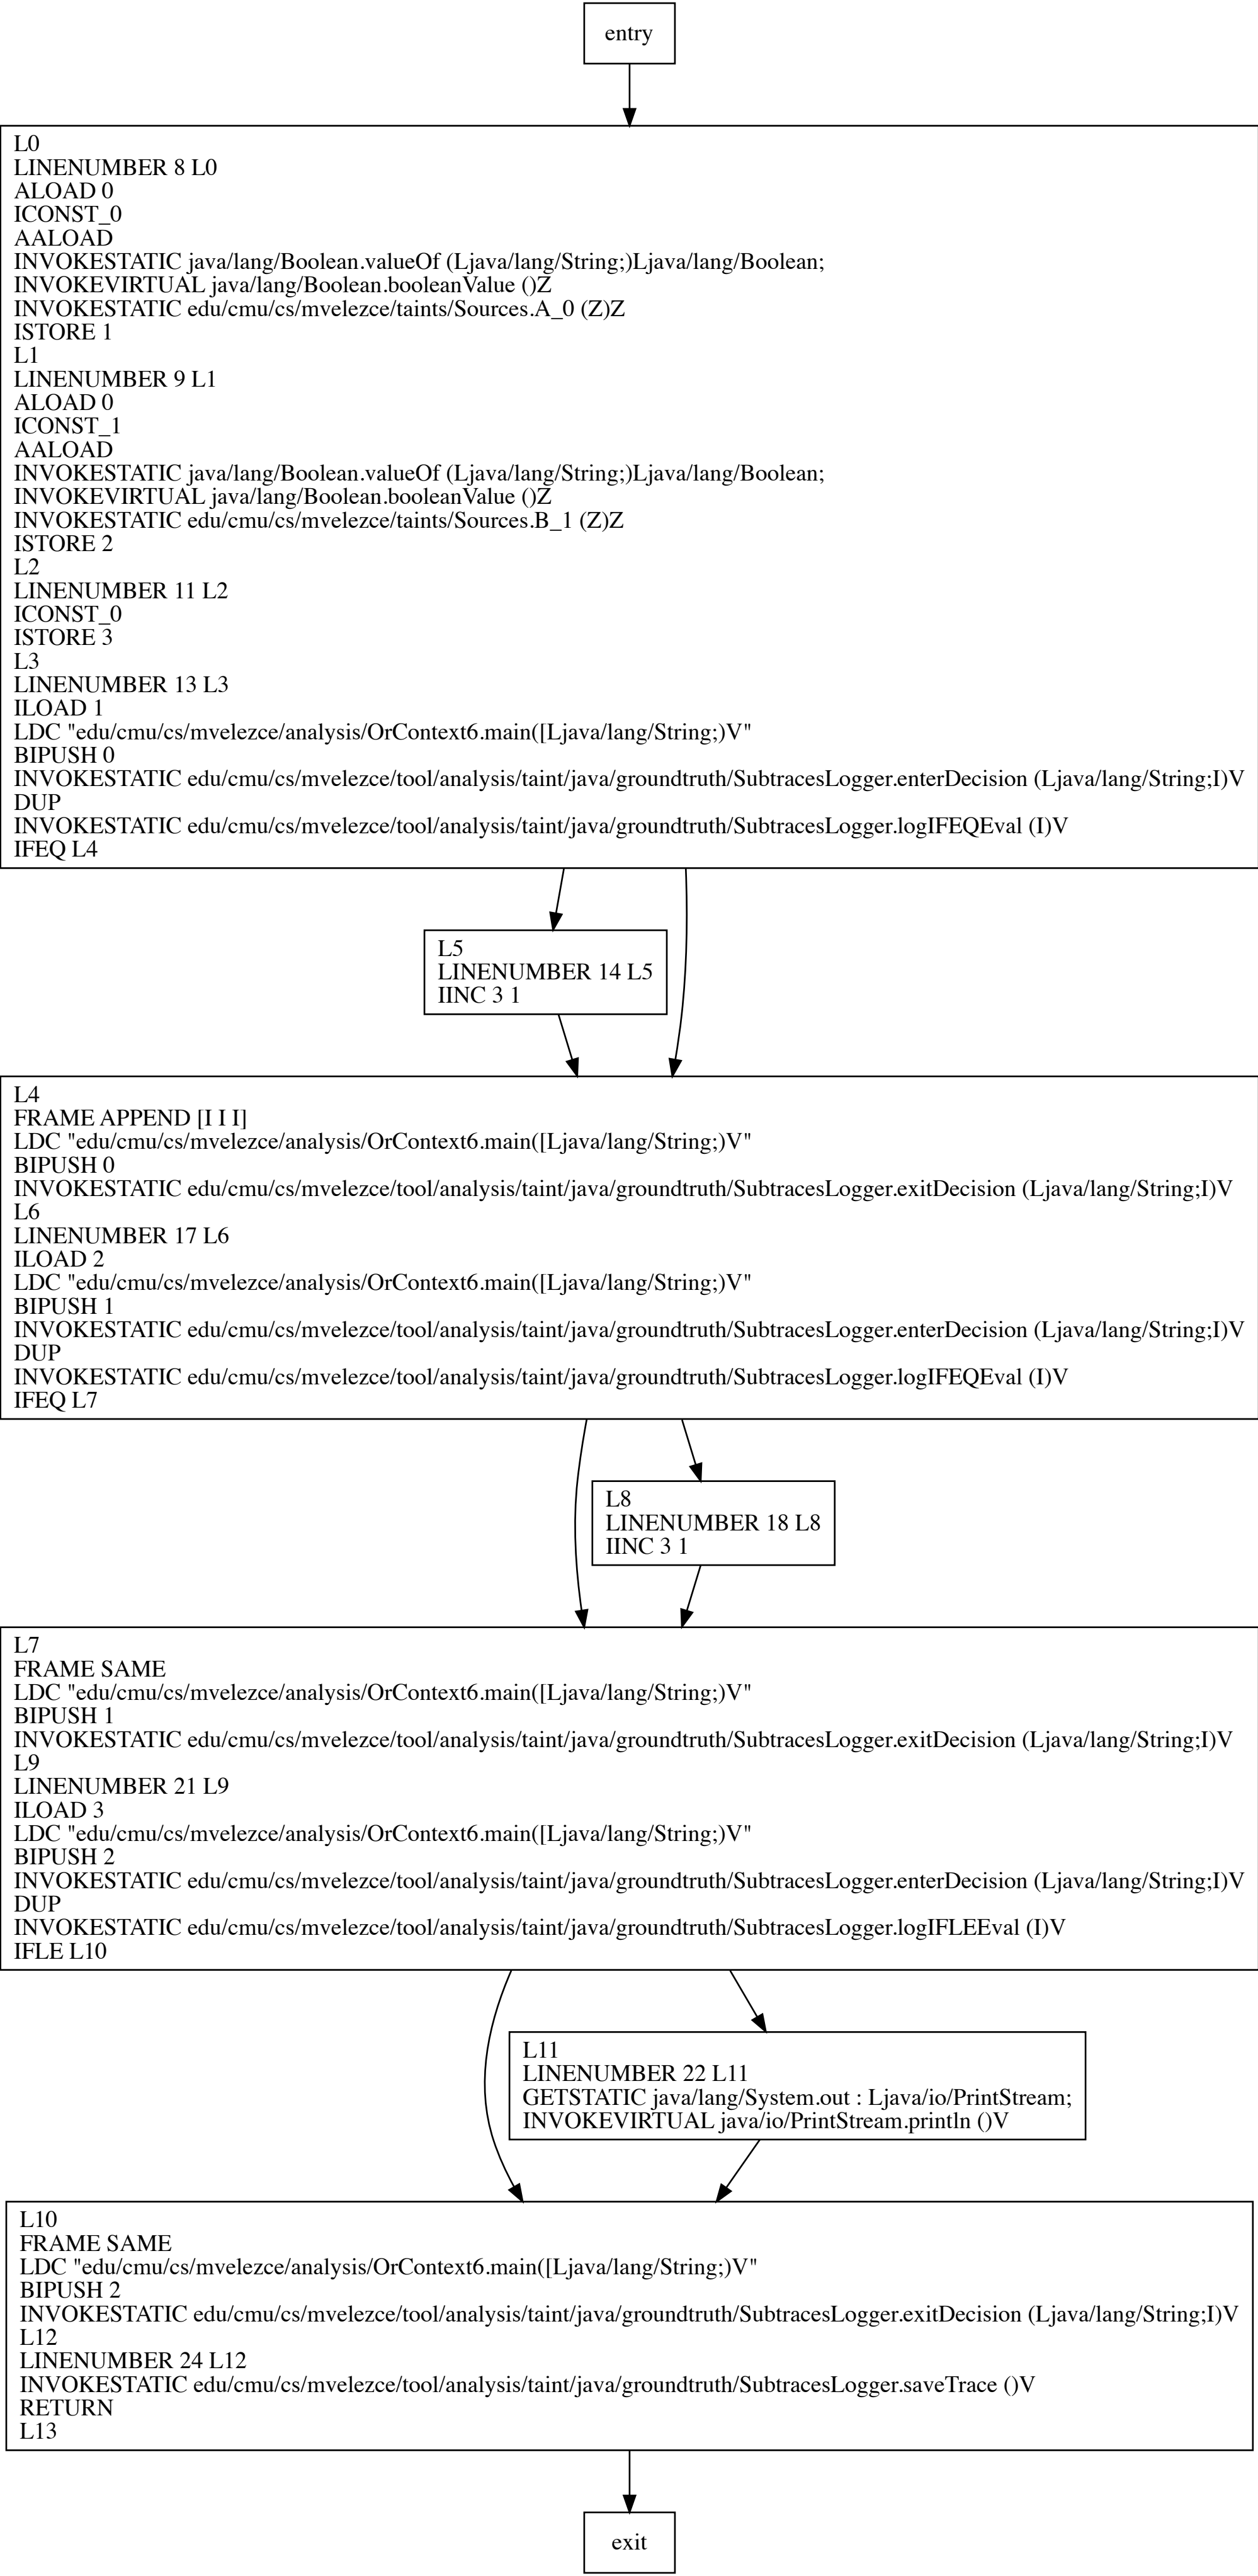 entry
L0
LINENUMBER 8 L0
ALOAD 0
ICONST_0
AALOAD
INVOKESTATIC java/lang/Boolean.valueOf (Ljava/lang/String;)Ljava/lang/Boolean;
INVOKEVIRTUAL java/lang/Boolean.booleanValue ()Z
INVOKESTATIC edu/cmu/cs/mvelezce/taints/Sources.A_0 (Z)Z
ISTORE 1
L1
LINENUMBER 9 L1
ALOAD 0
ICONST_1
AALOAD
INVOKESTATIC java/lang/Boolean.valueOf (Ljava/lang/String;)Ljava/lang/Boolean;
INVOKEVIRTUAL java/lang/Boolean.booleanValue ()Z
INVOKESTATIC edu/cmu/cs/mvelezce/taints/Sources.B_1 (Z)Z
ISTORE 2
L2
LINENUMBER 11 L2
ICONST_0
ISTORE 3
L3
LINENUMBER 13 L3
ILOAD 1
LDC "edu/cmu/cs/mvelezce/analysis/OrContext6.main([Ljava/lang/String;)V"
BIPUSH 0
INVOKESTATIC edu/cmu/cs/mvelezce/tool/analysis/taint/java/groundtruth/SubtracesLogger.enterDecision (Ljava/lang/String;I)V
DUP
INVOKESTATIC edu/cmu/cs/mvelezce/tool/analysis/taint/java/groundtruth/SubtracesLogger.logIFEQEval (I)V
IFEQ L4
L5
LINENUMBER 14 L5
IINC 3 1
L4
FRAME APPEND [I I I]
LDC "edu/cmu/cs/mvelezce/analysis/OrContext6.main([Ljava/lang/String;)V"
BIPUSH 0
INVOKESTATIC edu/cmu/cs/mvelezce/tool/analysis/taint/java/groundtruth/SubtracesLogger.exitDecision (Ljava/lang/String;I)V
L6
LINENUMBER 17 L6
ILOAD 2
LDC "edu/cmu/cs/mvelezce/analysis/OrContext6.main([Ljava/lang/String;)V"
BIPUSH 1
INVOKESTATIC edu/cmu/cs/mvelezce/tool/analysis/taint/java/groundtruth/SubtracesLogger.enterDecision (Ljava/lang/String;I)V
DUP
INVOKESTATIC edu/cmu/cs/mvelezce/tool/analysis/taint/java/groundtruth/SubtracesLogger.logIFEQEval (I)V
IFEQ L7
L8
LINENUMBER 18 L8
IINC 3 1
L7
FRAME SAME
LDC "edu/cmu/cs/mvelezce/analysis/OrContext6.main([Ljava/lang/String;)V"
BIPUSH 1
INVOKESTATIC edu/cmu/cs/mvelezce/tool/analysis/taint/java/groundtruth/SubtracesLogger.exitDecision (Ljava/lang/String;I)V
L9
LINENUMBER 21 L9
ILOAD 3
LDC "edu/cmu/cs/mvelezce/analysis/OrContext6.main([Ljava/lang/String;)V"
BIPUSH 2
INVOKESTATIC edu/cmu/cs/mvelezce/tool/analysis/taint/java/groundtruth/SubtracesLogger.enterDecision (Ljava/lang/String;I)V
DUP
INVOKESTATIC edu/cmu/cs/mvelezce/tool/analysis/taint/java/groundtruth/SubtracesLogger.logIFLEEval (I)V
IFLE L10
L11
LINENUMBER 22 L11
GETSTATIC java/lang/System.out : Ljava/io/PrintStream;
INVOKEVIRTUAL java/io/PrintStream.println ()V
L10
FRAME SAME
LDC "edu/cmu/cs/mvelezce/analysis/OrContext6.main([Ljava/lang/String;)V"
BIPUSH 2
INVOKESTATIC edu/cmu/cs/mvelezce/tool/analysis/taint/java/groundtruth/SubtracesLogger.exitDecision (Ljava/lang/String;I)V
L12
LINENUMBER 24 L12
INVOKESTATIC edu/cmu/cs/mvelezce/tool/analysis/taint/java/groundtruth/SubtracesLogger.saveTrace ()V
RETURN
L13
exit